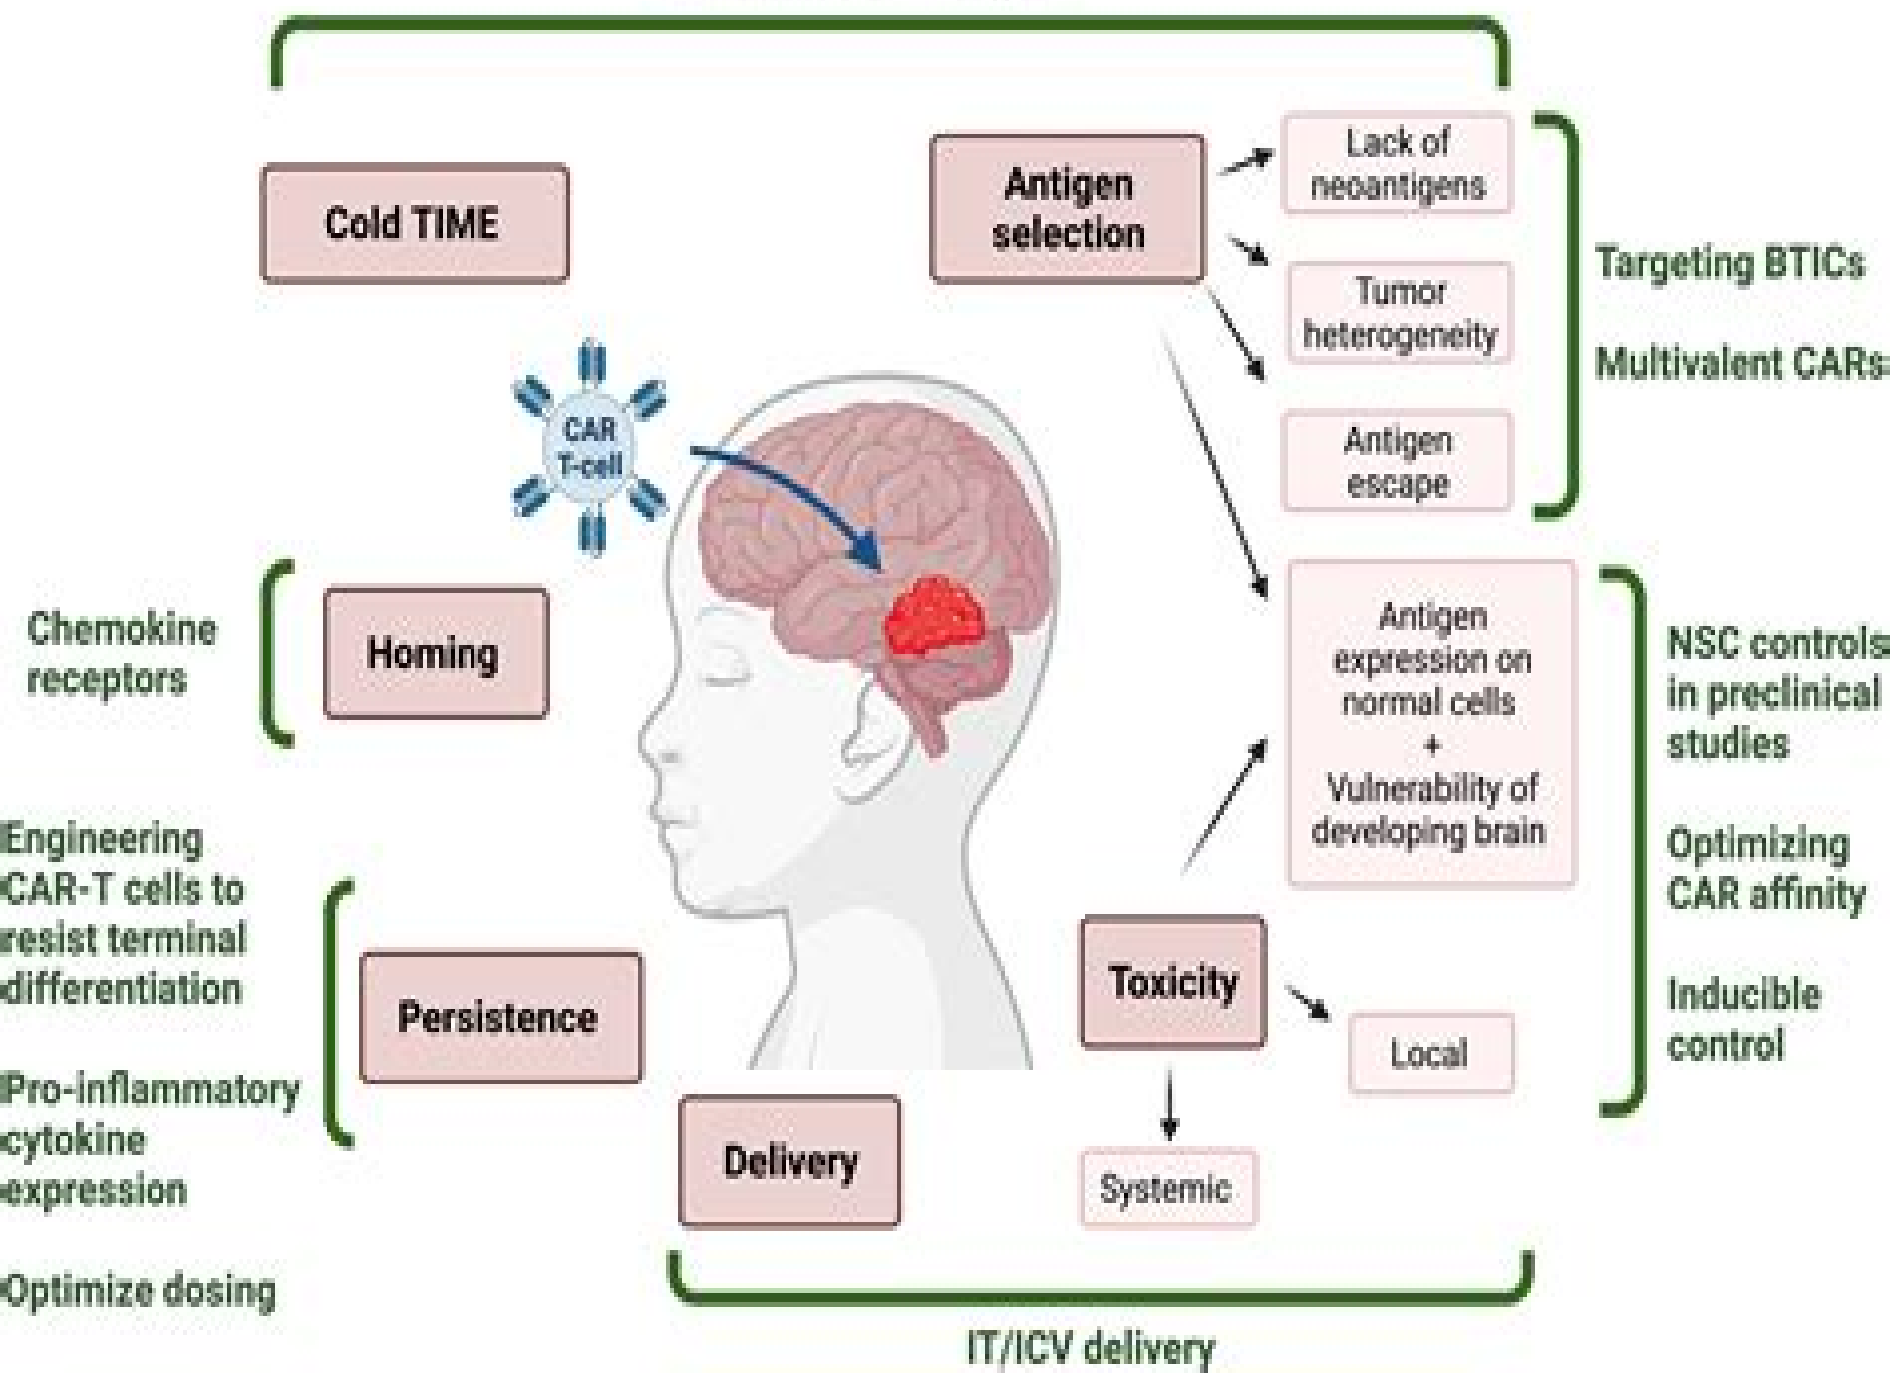 Cold TIME
Antigen
selection
Lack of
neoantigens
Tumor
heterogeneity
Antigen
escape
Targeting BTICs
Multivalent CARs
CAR
T-cell
Chemokine
receptors
Homing
Antigen
expression on
normal cells
+
Vulnerability of
developing brain
NSC controls
in preclinical
studies
Optimizing
CAR affinity
Inducible
control
Engineering
CAR-T cells to
resist terminal
differentiation
Pro-inflammatory
cytokine
expression
Optimize dosing
Persistence
Delivery
Toxicity
Local
Systemic
IT/ICV delivery